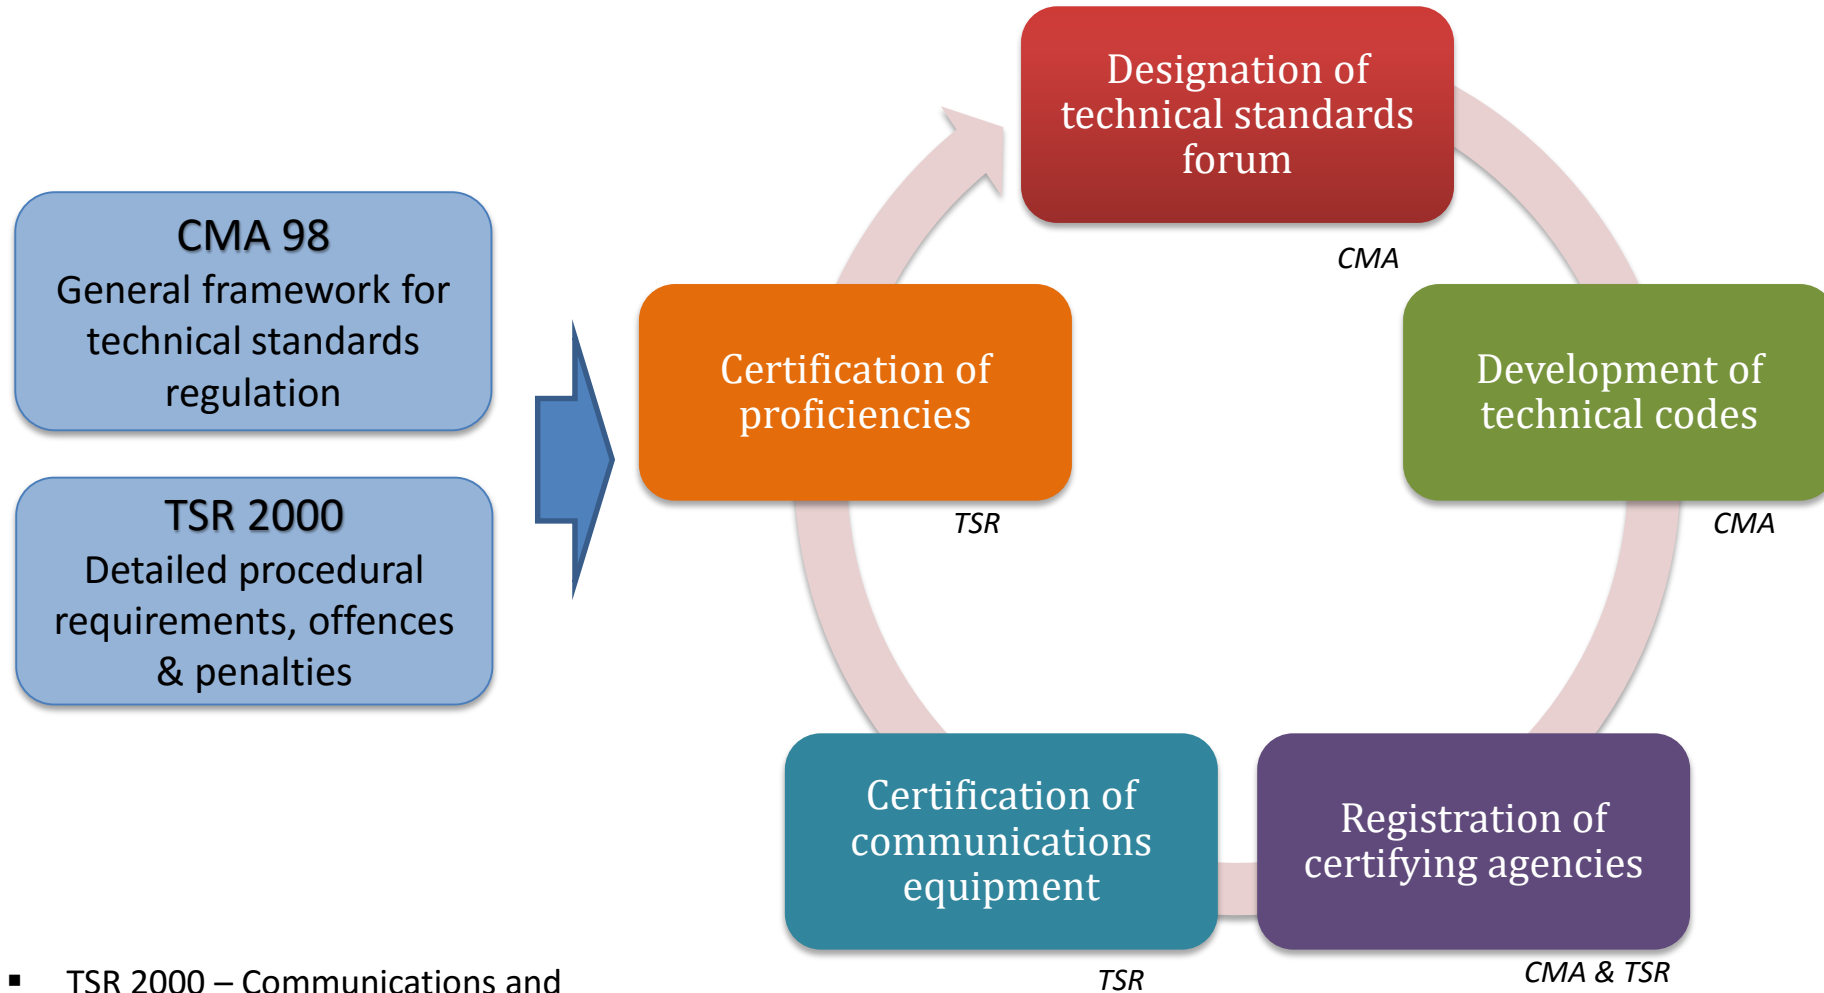 CMA 98
General framework for
technical standards
regulation
TSR 2000
Detailed procedural
requirements, offences
& penalties
Designation of
technical standards
forum
CMA
Development of
technical codes
CMA
Registration of
certifying agencies
CMA & TSR
Certification of
communications
equipment
TSR
Certification of
proficiencies
TSR
▪ TSR 2000 – Communications and